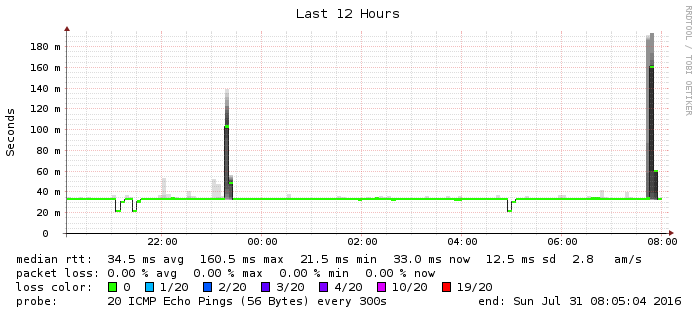 Last 12 Hours
RRDTOOL / TOBI OETIKER
Seconds
180 m
160 m
140 m
120 m
100 m
80 m
60 m
40 m
20 m
0
22:00 00:00 02:00 04:00 06:00 08:00
median rtt: 34.5 ms avg 160.5 ms max 21.5 ms min 33.0 ms now 12.5 ms sd 2.8 am/s
packet loss: 0.00 % avg 0.00 % max 0.00 % min 0.00 % now
loss color: 0 1/20 2/20 3/20 4/20 10/20 19/20
probe: 20 ICMP Echo Pings (56 Bytes) every 300s end: Sun Jul 31 08:05:04 2016